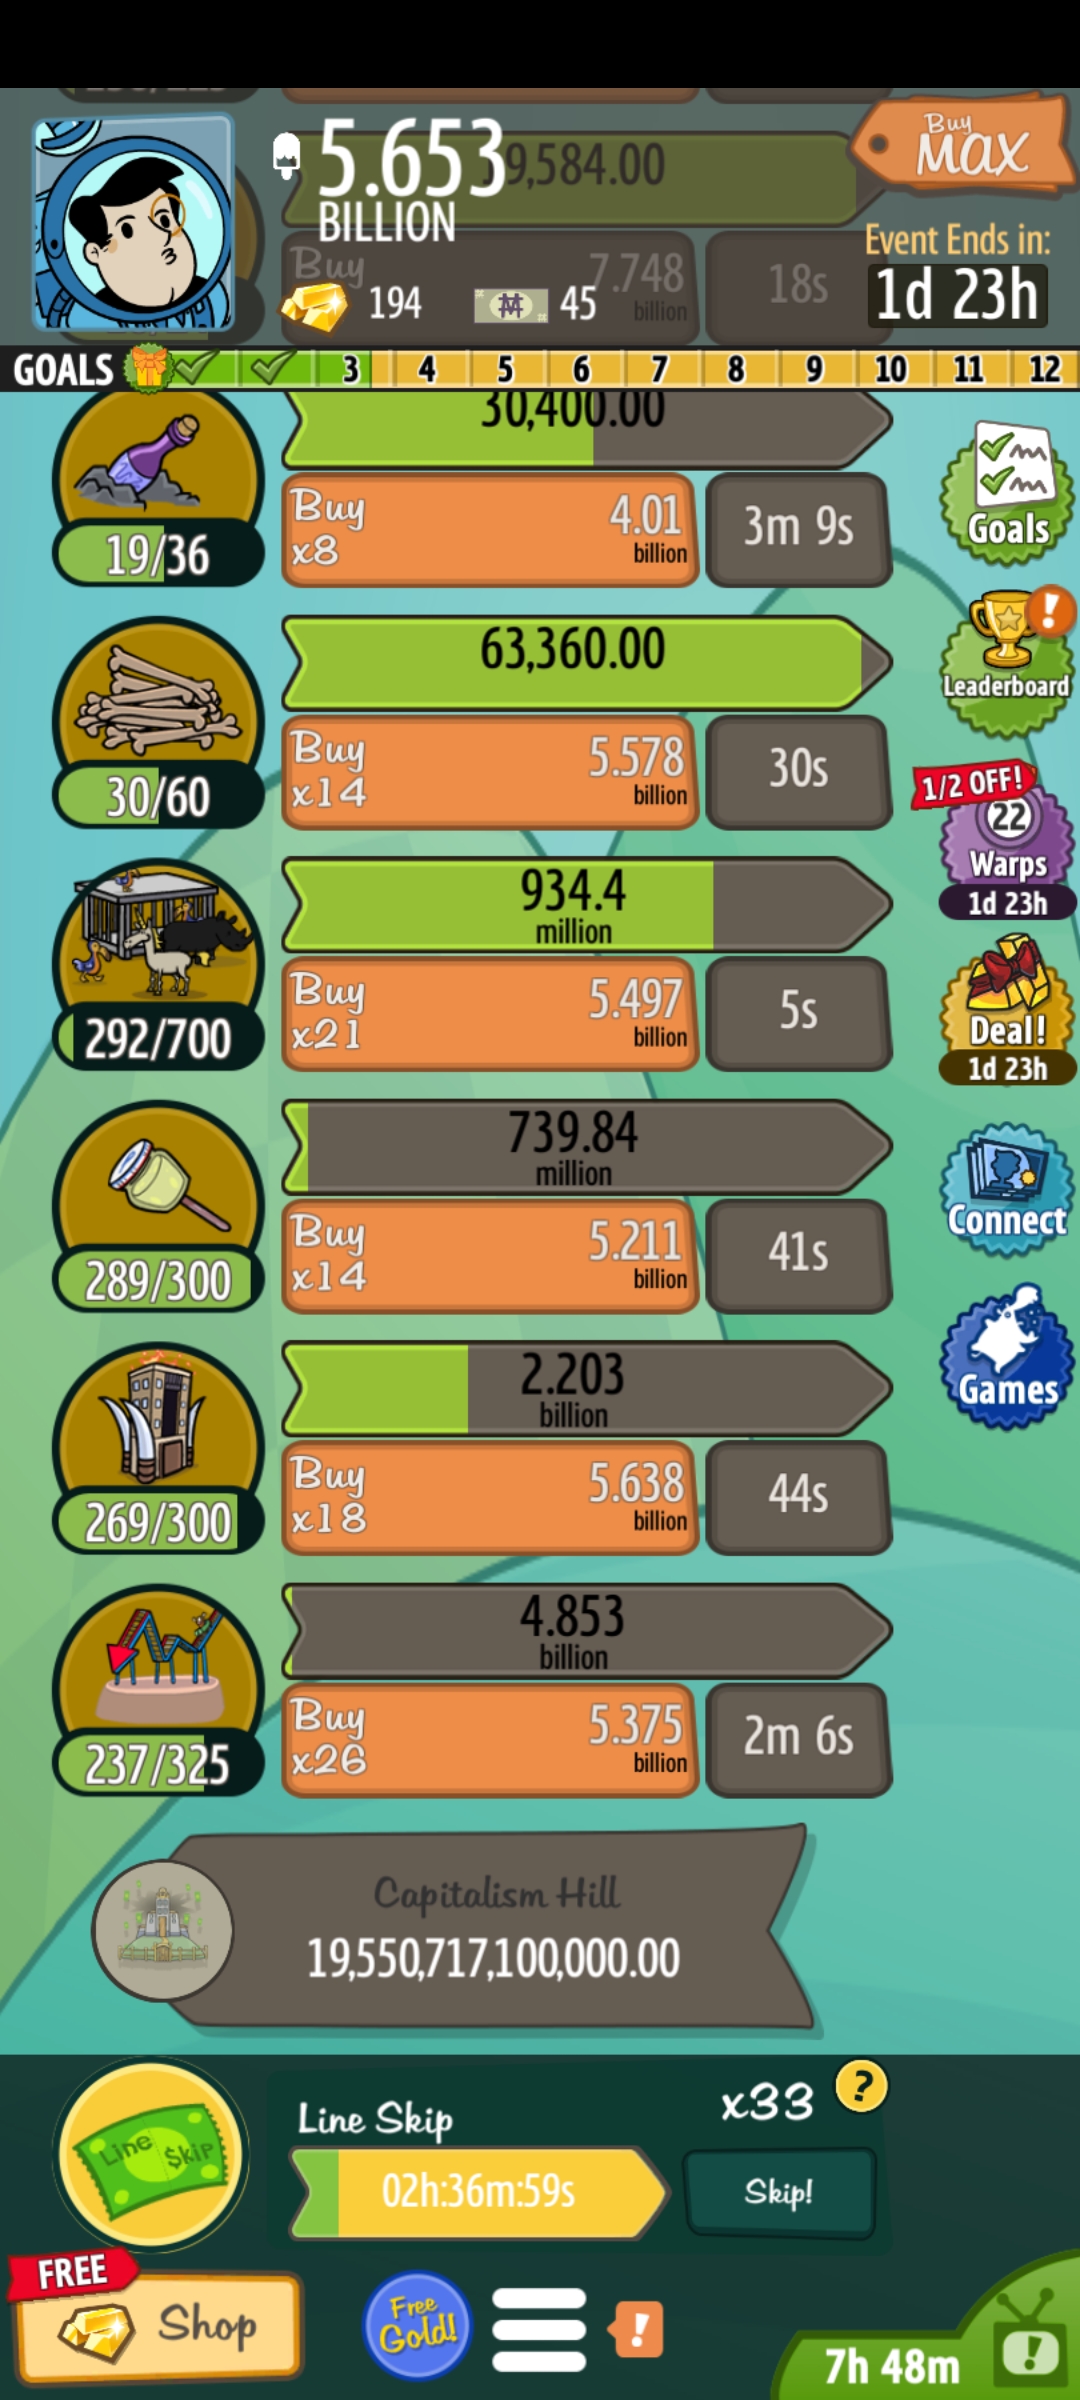 5.653
BILLION
9,584.00
Buy
MAX
Buy
7.748
billion
18s
194
45
Event Ends in:
1d 23h
GOALS
3
4
5
6
7
8
9
10
11
12
30,400.00
19/36
Buy
x8
4.01
billion
3m 9s
Goals
63,360.00
30/60
Buy
x14
5.578
billion
30s
Leaderboard
!
1/2 OFF!
22
Warps
1d 23h
934.4
million
292/700
Buy
x21
5.497
billion
5s
Deal!
1d 23h
739.84
million
289/300
Buy
x14
5.211
billion
41s
Connect
2.203
billion
269/300
Buy
x18
5.638
billion
44s
Games
4.853
billion
237/325
Buy
x26
5.375
billion
2m 6s
Capitalism Hill
19,550,717,100,000.00
Line $kip
Line Skip
x33
?
02h:36m:59s
Skip!
FREE
Shop
Free
Gold!
!
7h 48m
!